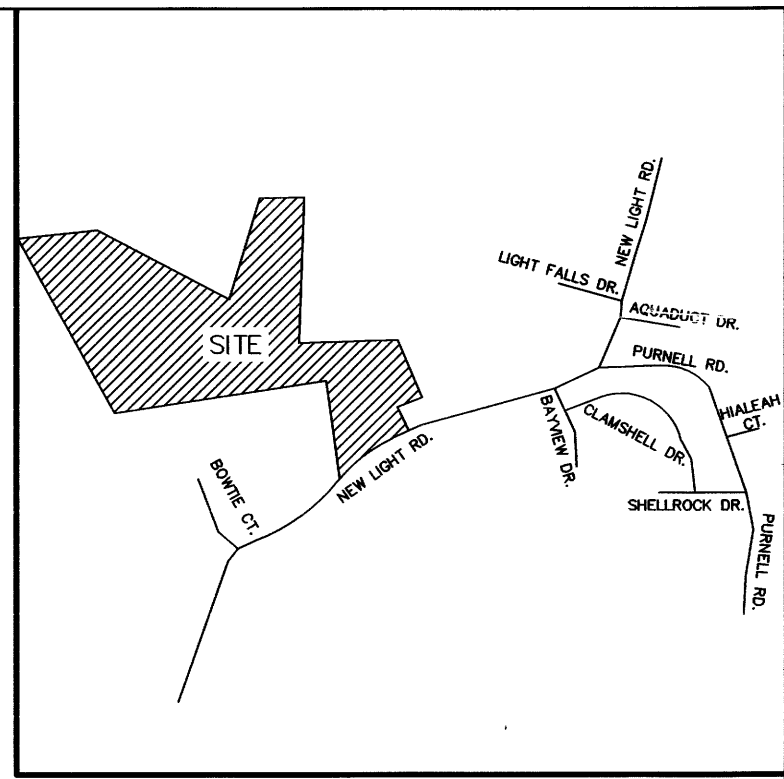 NEW LIGHT RD.
LIGHT FALLS DR.
AQUADUCT DR.
SITE
PURNELL RD.
HIALEAH
CT.
BAYVIEW DR.
CLAMSHELL DR.
NEW LIGHT RD.
BOWTIE CT.
SHELLROCK DR.
PURNELL RD.